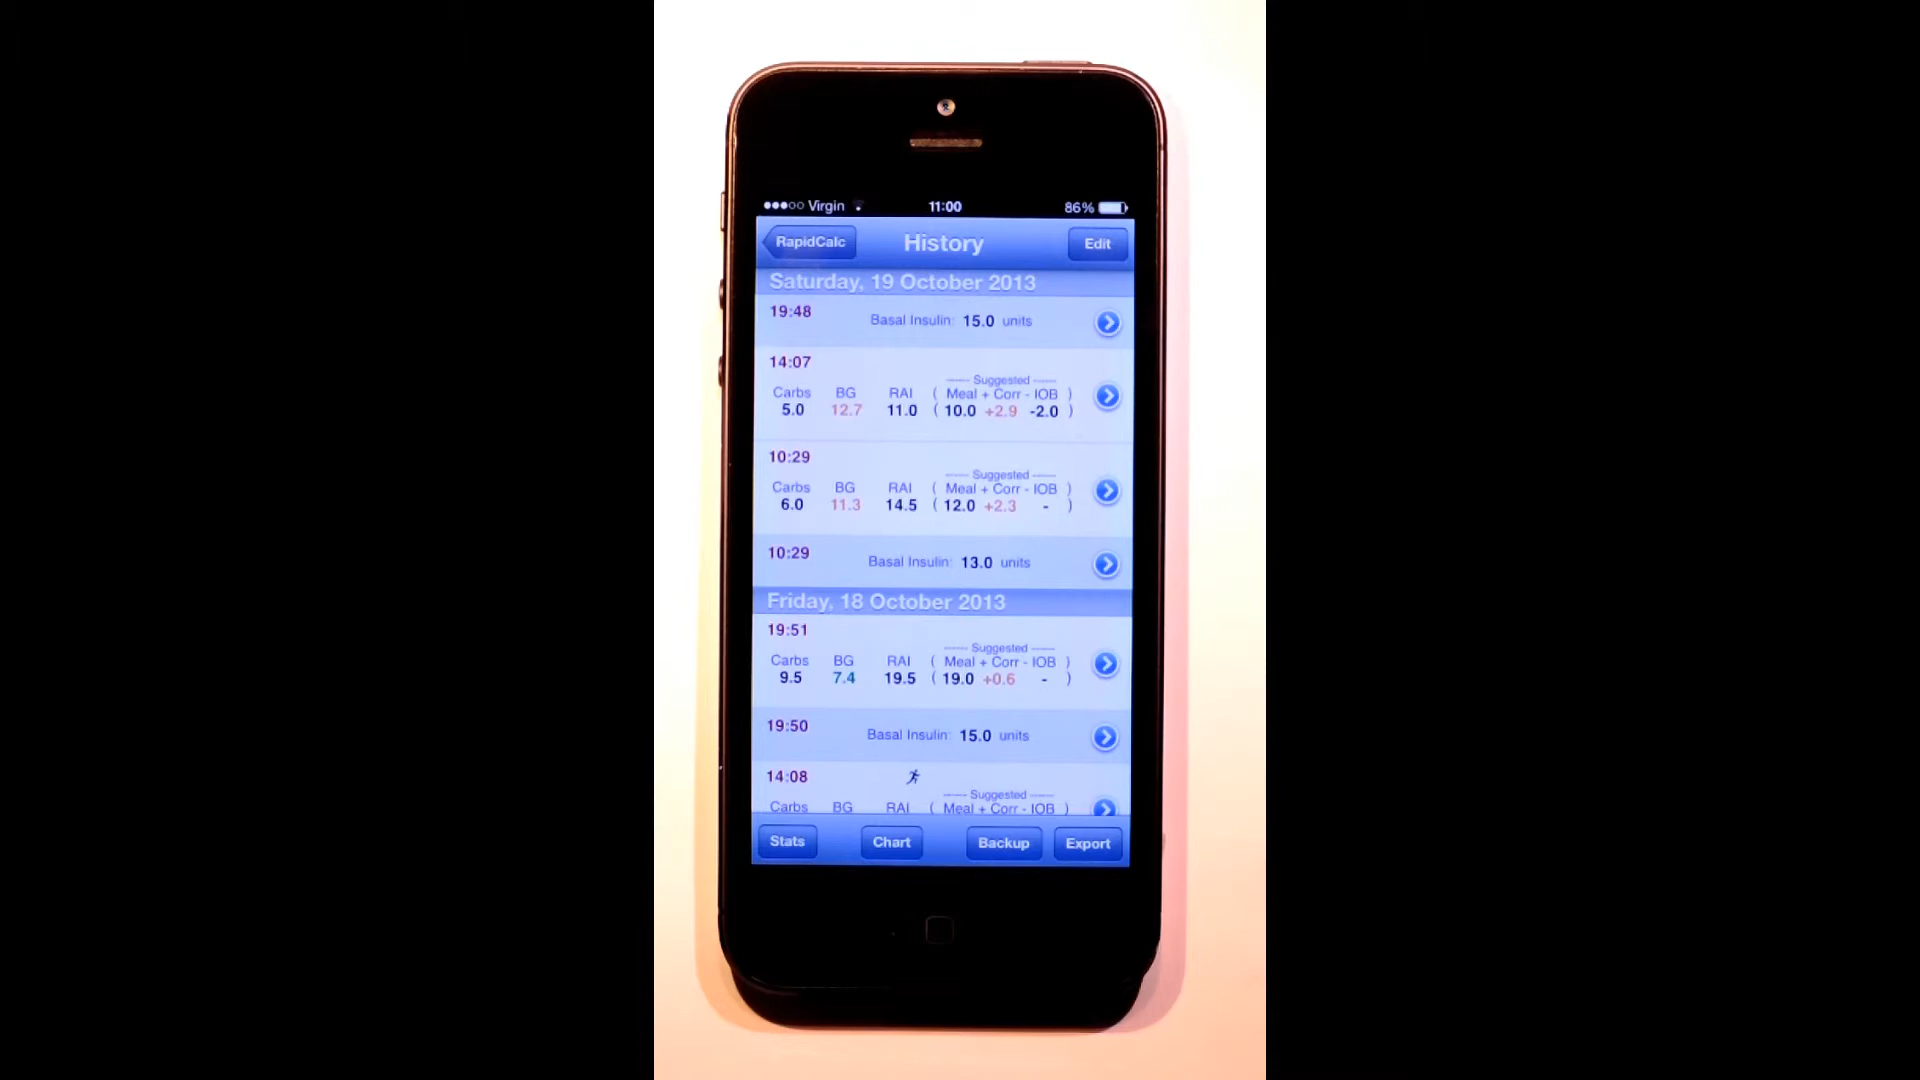 Virgin 11:00 86%
RapidCalc History Edit
Saturday, 19 October 2013
19:48
Basal Insulin: 15.0 units
14:07
Suggested
Carbs BG RAI ( Meal + Corr - IOB )
5.0 12.7 11.0 ( 10.0 +2.9 -2.0 )
10:29
Suggested
Carbs BG RAI ( Meal + Corr - IOB )
6.0 11.3 14.5 ( 12.0 +2.3 - )
10:29
Basal Insulin: 13.0 units
Friday, 18 October 2013
19:51
Suggested
Carbs BG RAI ( Meal + Corr - IOB )
9.5 7.4 19.5 ( 19.0 +0.6 - )
19:50
Basal Insulin: 15.0 units
14:08
Suggested
Carbs BG RAI ( Meal + Corr - IOB )
Stats Chart Backup Export